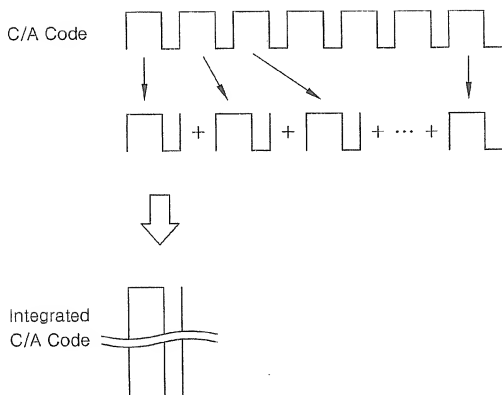 C/A Code
+ + + ··· +
Integrated
C/A Code